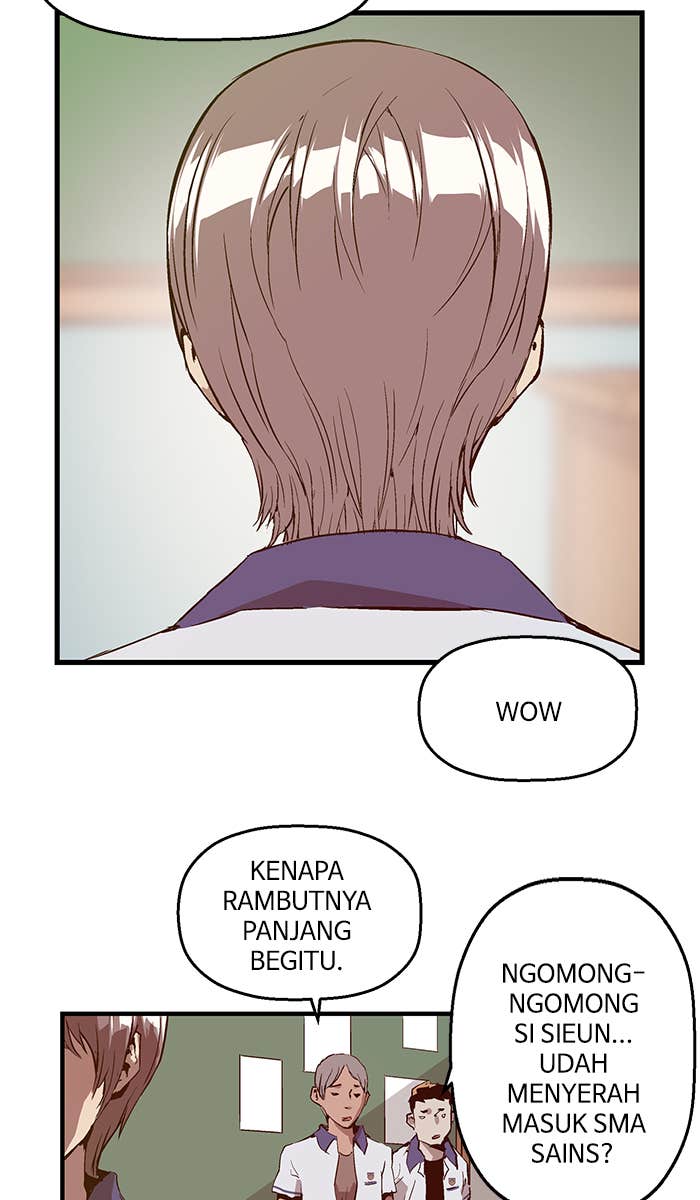 WOW
KENAPA
RAMBUTNYA
PANJANG
BEGITU.
NGOMONG-
NGOMONG
SI SIEUN...
UDAH
MENYERAH
MASUK SMA
SAINS?